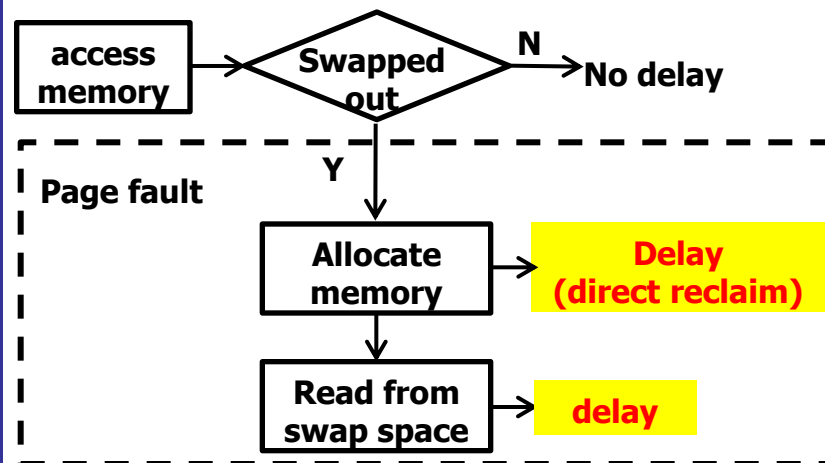 access
memory
Swapped
out
N
No delay
Y
Page fault
Allocate
memory
Delay
(direct reclaim)
Read from
swap space
delay